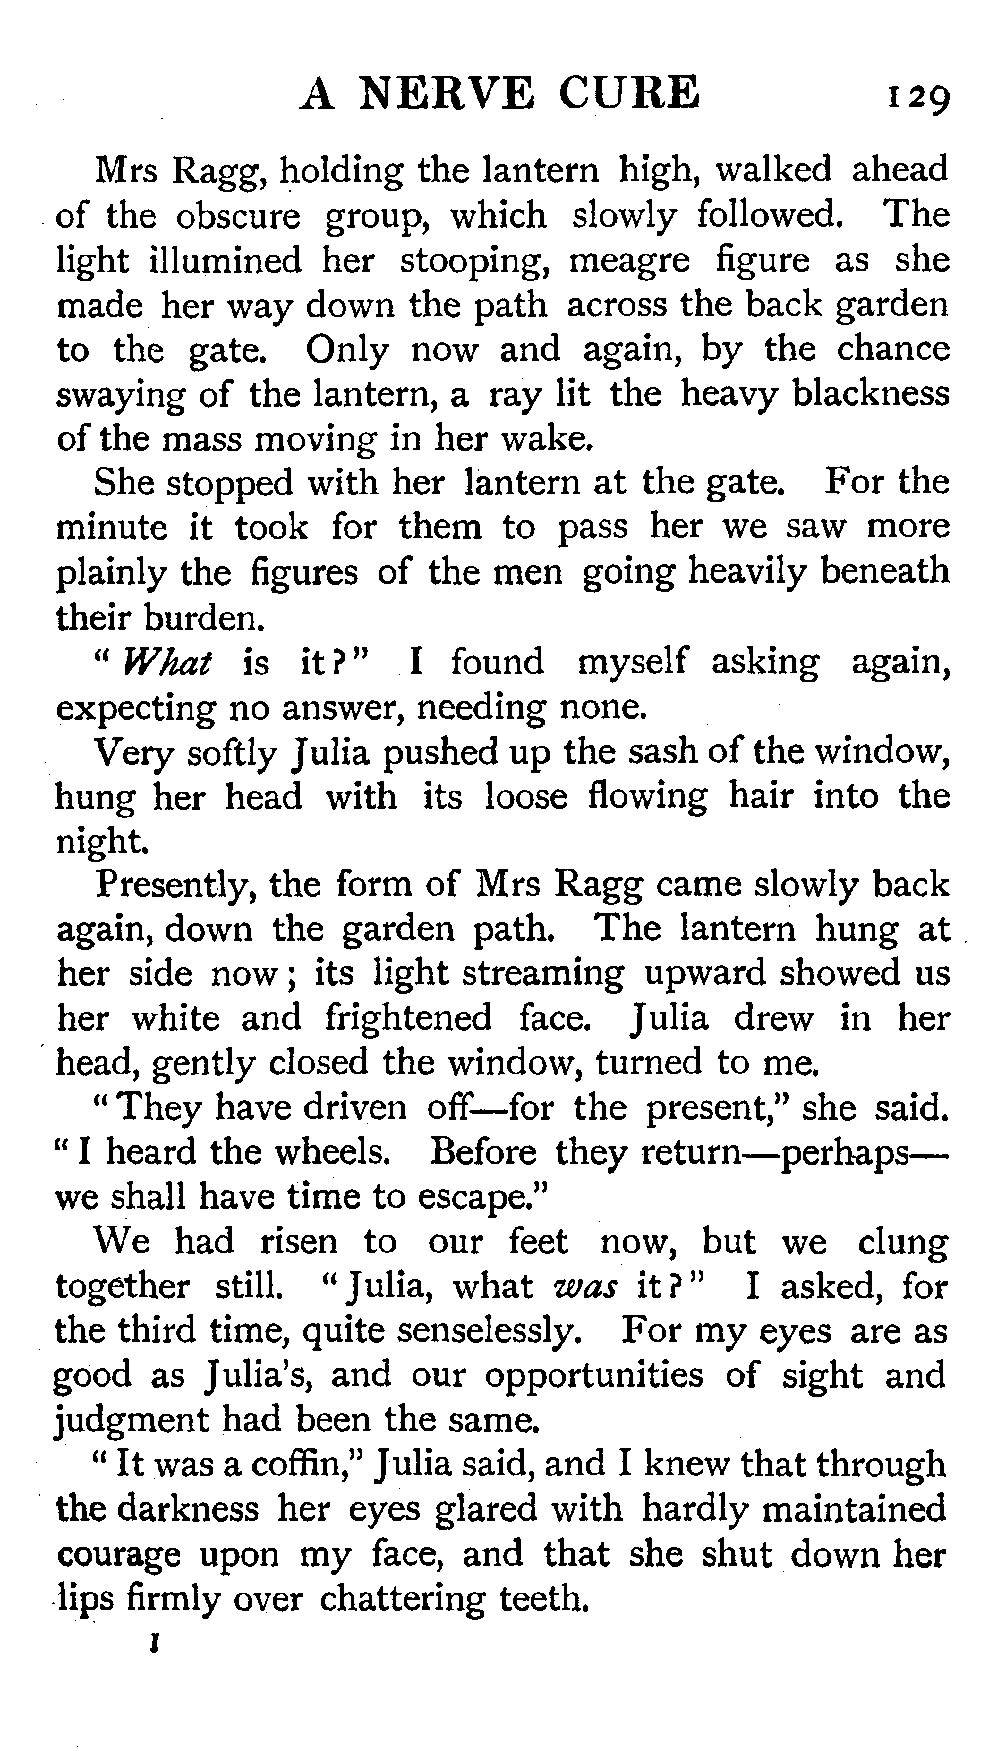 A NERVE CURE 129
Mrs Ragg, holding the lantern high, walked ahead
of the obscure group, which slowly followed. The
light illumined her stooping, meagre figure as she
made her way down the path across the back garden
to the gate. Only now and again, by the chance
swaying of the lantern, a ray lit the heavy blackness
of the mass moving in her wake.
She stopped with her lantern at the gate. For the
minute it took for them to pass her we saw more
plainly the figures of the men going heavily beneath
their burden.
"What is it?" I found myself asking again,
expecting no answer, needing none.
Very softly Julia pushed up the sash of the window,
hung her head with its loose flowing hair into the
night.
Presently, the form of Mrs Ragg came slowly back
again, down the garden path. The lantern hung at
her side now; its light streaming upward showed us
her white and frightened face. Julia drew in her
head, gently closed the window, turned to me.
"They have driven off—for the present," she said.
"I heard the wheels. Before they return—perhaps—
we shall have time to escape."
We had risen to our feet now, but we clung
together still. "Julia, what was it?" I asked, for
the third time, quite senselessly. For my eyes are as
good as Julia's, and our opportunities of sight and
judgment had been the same.
"It was a coffin," Julia said, and I knew that through
the darkness her eyes glared with hardly maintained
courage upon my face, and that she shut down her
lips firmly over chattering teeth.
I